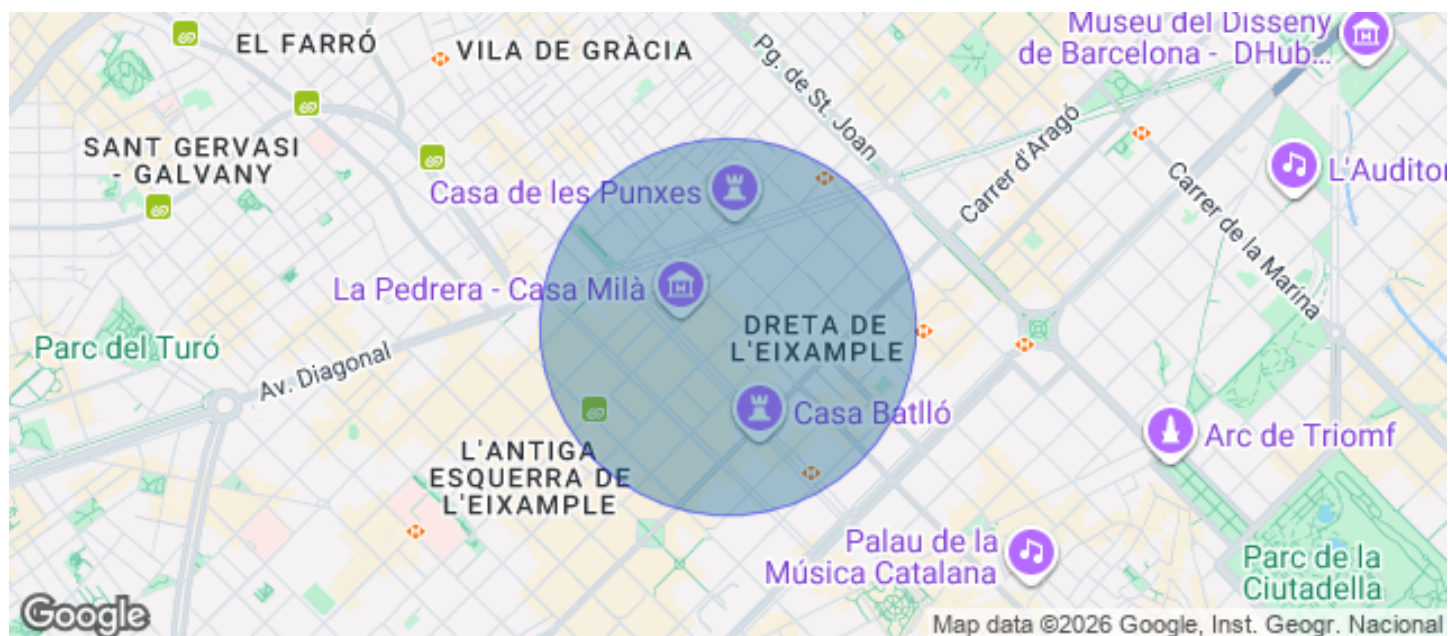 Museu del Disseny
de Barcelona - DHub...
EL FARRÓ
VILA DE GRÀCIA
Pg. de St. Joan
SANT GERVASI
- GALVANY
Carrer d'Aragó
L'Auditor
Casa de les Punxes
Carrer de la Marina
La Pedrera - Casa Milà
DRETA DE
L'EIXAMPLE
Parc del Turó
Av. Diagonal
Casa Batlló
Arc de Triomf
L'ANTIGA
ESQUERRA DE
L'EIXAMPLE
Palau de la
Música Catalana
Parc de la
Ciutadella
Google
Map data ©2026 Google, Inst. Geogr. Nacional